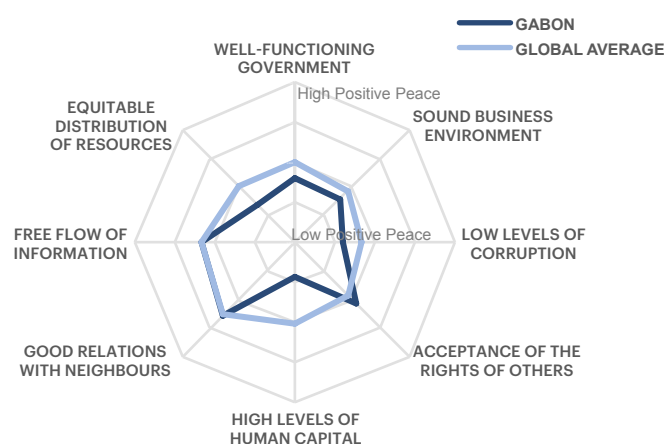 GABON
GLOBAL AVERAGE
WELL-FUNCTIONING
GOVERNMENT
High Positive Peace
SOUND BUSINESS
ENVIRONMENT
EQUITABLE
DISTRIBUTION
OF RESOURCES
FREE FLOW OF
INFORMATION
Low Positive Peace
LOW LEVELS OF
CORRUPTION
GOOD RELATIONS
WITH NEIGHBOURS
ACCEPTANCE OF THE
RIGHTS OF OTHERS
HIGH LEVELS OF
HUMAN CAPITAL